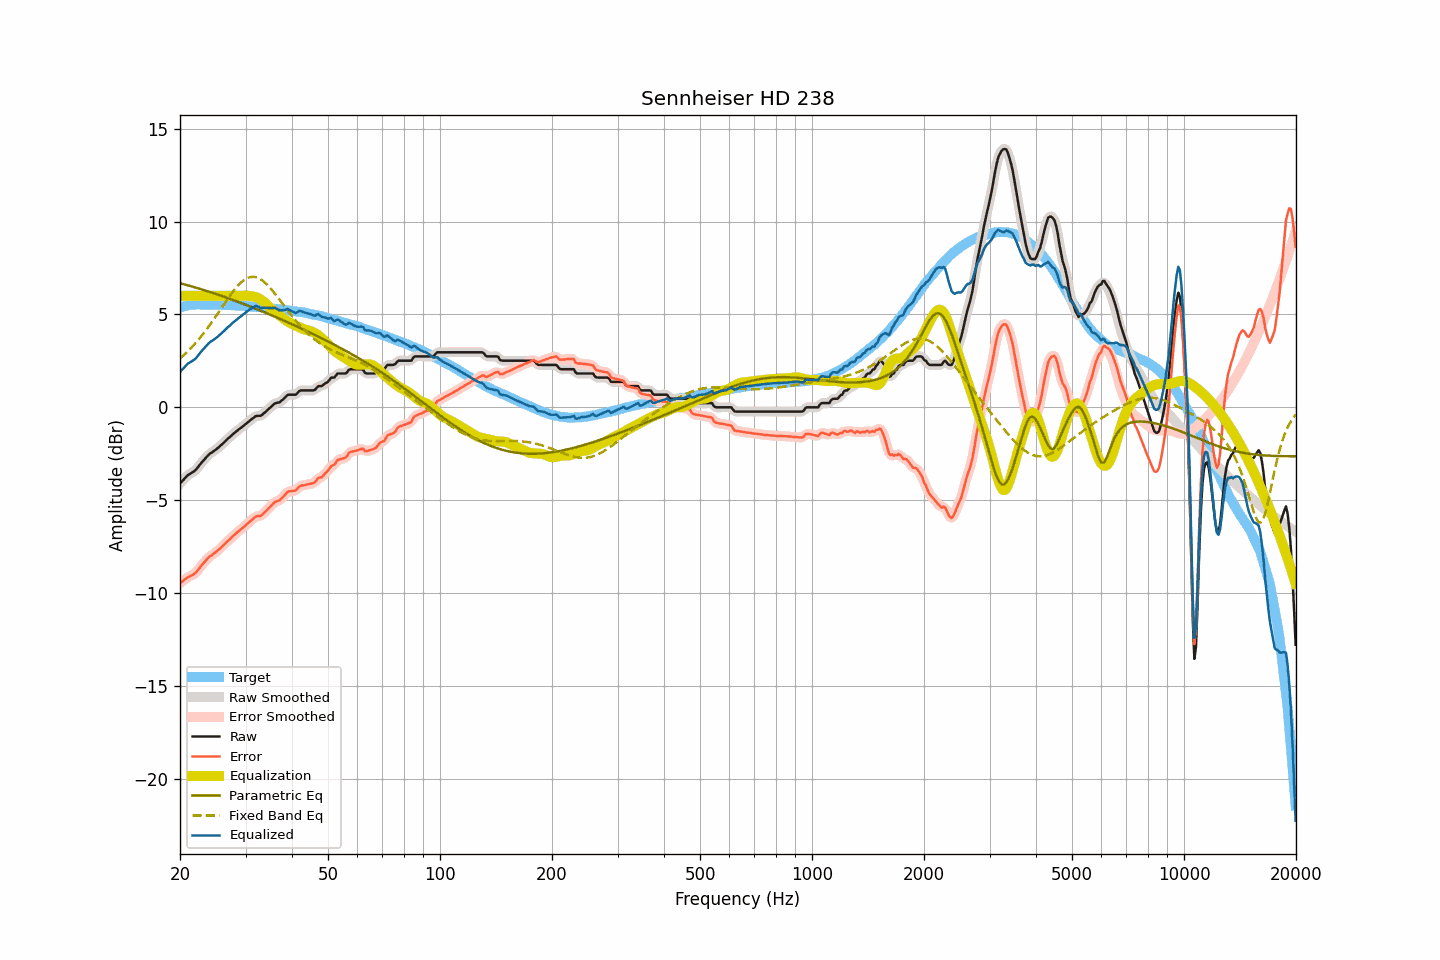 Sennheiser HD 238
15
10
5
0
−5
−10
−15
−20
Amplitude (dBr)
Target
Raw Smoothed
Error Smoothed
Raw
Error
Equalization
Parametric Eq
Fixed Band Eq
Equalized
20 50 100 200 500 1000 2000 5000 10000 20000
Frequency (Hz)